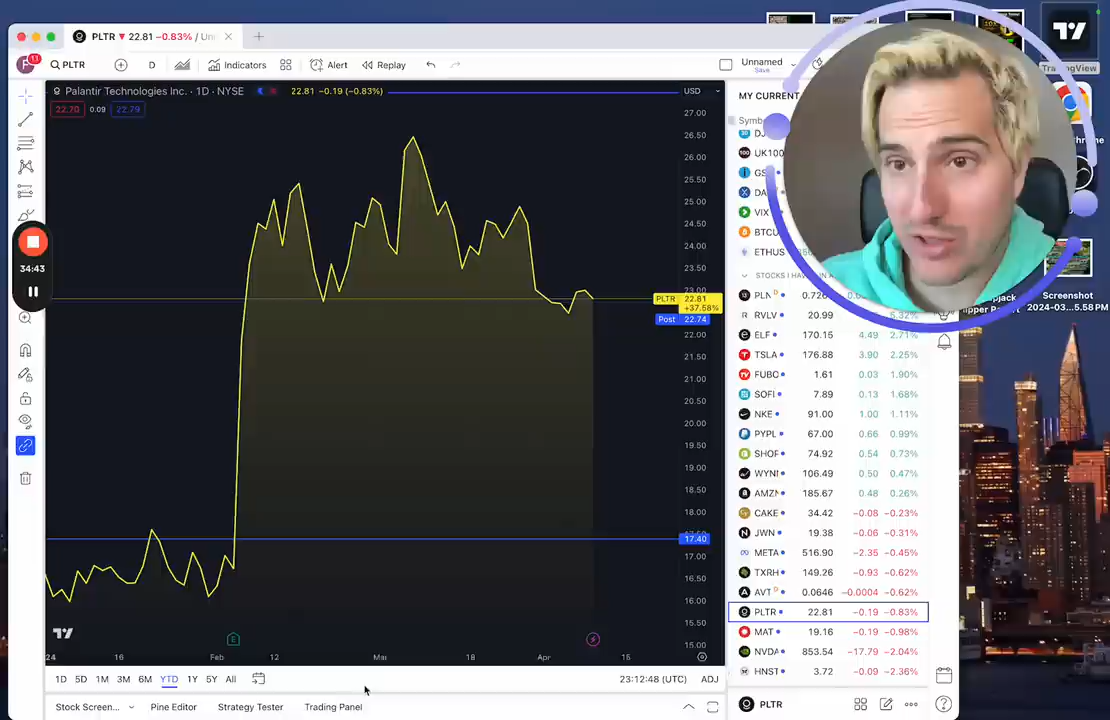 PLTR ▼ 22.81 −0.83% / Un
PLTR
D
Indicators
Alert
Replay
Unnamed
Save
TradingView
Palantir Technologies Inc. · 1D · NYSE
22.81 −0.19 (−0.83%)
USD
22.70 0.09 22.79
34:43
27.00
26.50
26.00
25.50
25.00
24.50
24.00
23.50
23.00
PLTR 22.81
+37.58%
Post 22.74
22.00
21.50
21.00
20.50
20.00
19.50
19.00
18.50
18.00
17.40
17.00
16.50
16.00
15.50
15.00
24 16 Feb 12 Mar 18 Apr 15
1D 5D 1M 3M 6M YTD 1Y 5Y All
23:12:48 (UTC) ADJ
Stock Screen...
Pine Editor
Strategy Tester
Trading Panel
MY CURRENT
Symb
DJ
UK100
GS
DA
VIX
BTCU
ETHUS
STOCKS I HAV
PLN 0.726
RVLV 20.99 5.32%
ELF 170.15 4.49 2.71%
TSLA 176.88 3.90 2.25%
FUBO 1.61 0.03 1.90%
SOFI 7.89 0.13 1.68%
NKE 91.00 1.00 1.11%
PYPL 67.00 0.66 0.99%
SHOP 74.92 0.54 0.73%
WYNN 106.49 0.50 0.47%
AMZN 185.67 0.48 0.26%
CAKE 34.42 −0.08 −0.23%
JWN 19.38 −0.06 −0.31%
META 516.90 −2.35 −0.45%
TXRH 149.26 −0.93 −0.62%
AVT 0.0646 −0.0004 −0.62%
PLTR 22.81 −0.19 −0.83%
MAT 19.16 −0.19 −0.98%
NVDA 853.54 −17.79 −2.04%
HNST 3.72 −0.09 −2.36%
PLTR
hrome
Screenshot
2024-03...5.58 PM